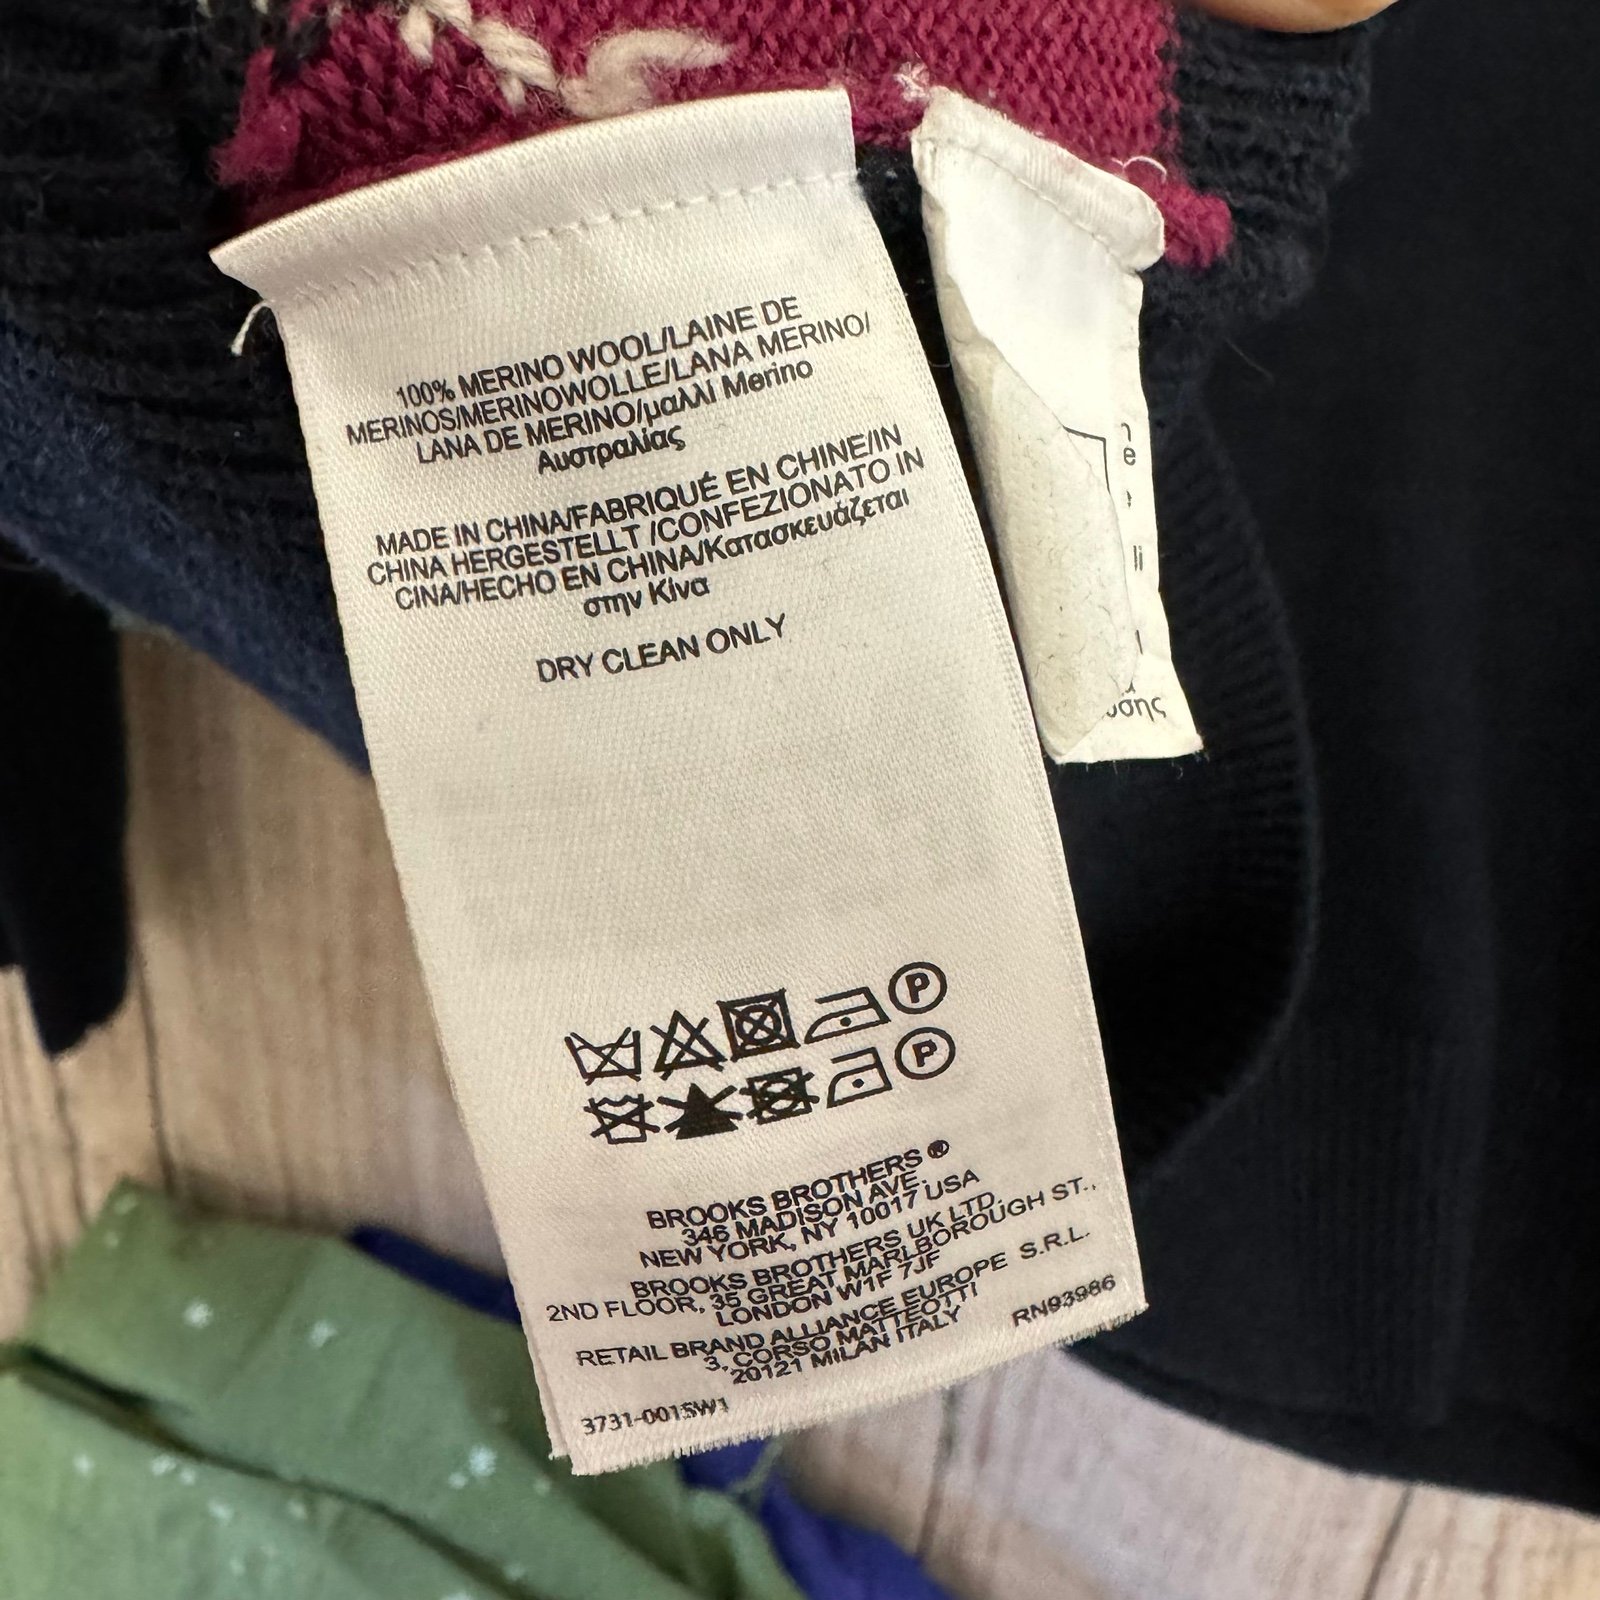 100% MERINO WOOL/LAINE DE
MERINOS/MERINOWOLLE/LANA MERINO/
LANA DE MERINO/μαλλί Merino
Αυστραλίας
MADE IN CHINA/FABRIQUÉ EN CHINE/IN
CHINA HERGESTELLT /CONFEZIONATO IN
CINA/HECHO EN CHINA/Κατασκευάζεται
στην Κίνα
DRY CLEAN ONLY
P
P
BROOKS BROTHERS ®
346 MADISON AVE.
NEW YORK, NY 10017 USA
BROOKS BROTHERS UK LTD.
2ND FLOOR, 35 GREAT MARLBOROUGH ST.,
LONDON W1F 7JF
RETAIL BRAND ALLIANCE EUROPE S.R.L.
3, CORSO MATTEOTTI
20121 MILAN ITALY
RN93986
3731-001SW1